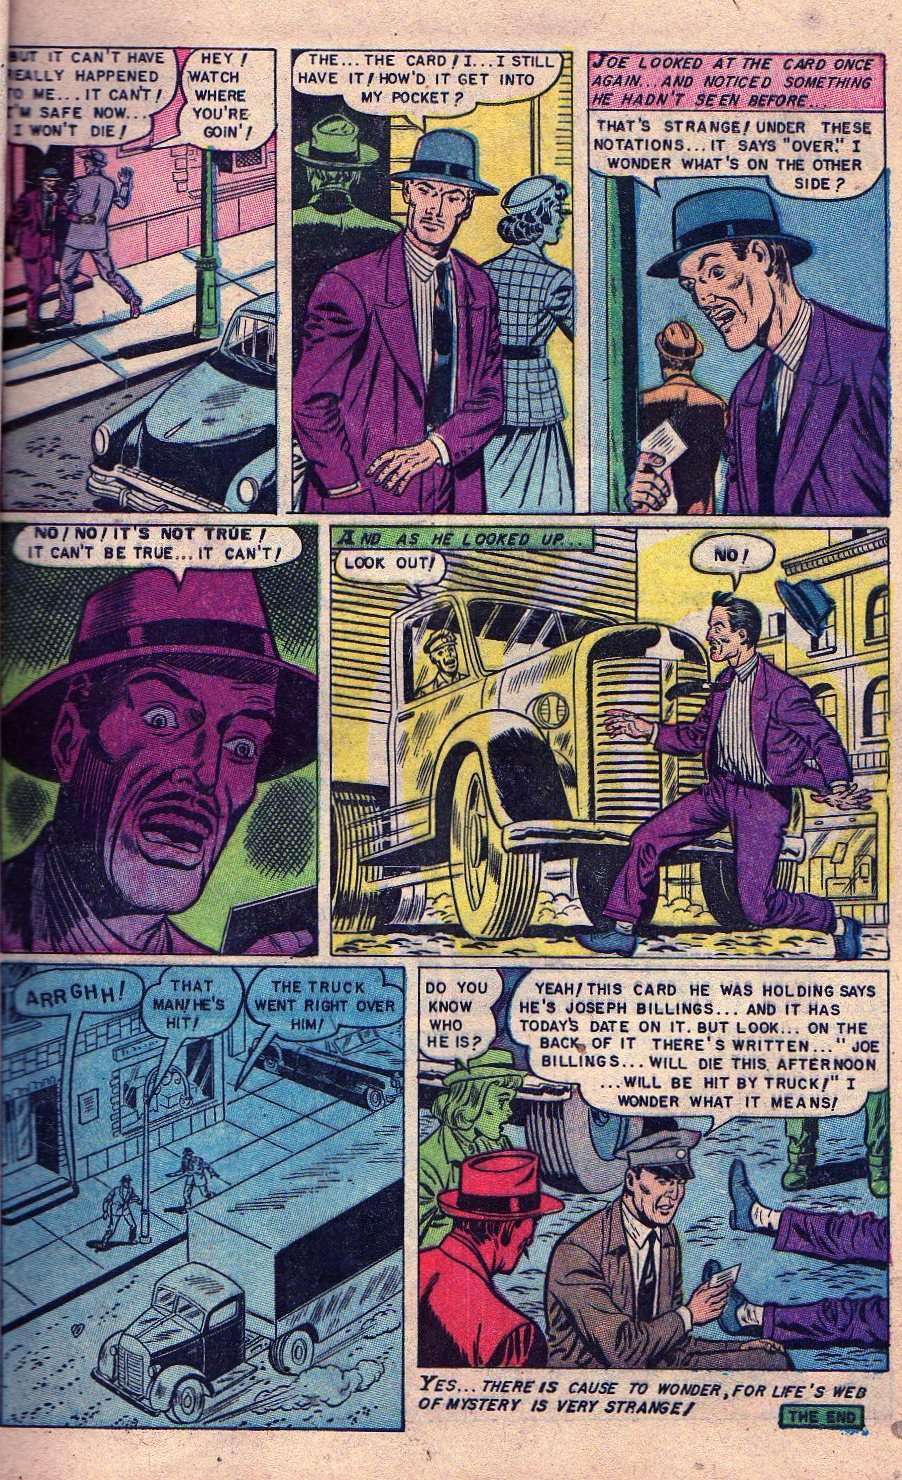 BUT IT CAN'T HAVE
REALLY HAPPENED
TO ME... IT CAN'T!
I'M SAFE NOW...
I WON'T DIE!
HEY!
WATCH
WHERE
YOU'RE
GOIN'!
THE... THE CARD! I... I STILL
HAVE IT! HOW'D IT GET INTO
MY POCKET?
JOE LOOKED AT THE CARD ONCE
AGAIN... AND NOTICED SOMETHING
HE HADN'T SEEN BEFORE...
THAT'S STRANGE! UNDER THESE
NOTATIONS... IT SAYS "OVER." I
WONDER WHAT'S ON THE OTHER
SIDE?
NO! NO! IT'S NOT TRUE!
IT CAN'T BE TRUE... IT CAN'T!
AND AS HE LOOKED UP...
LOOK OUT!
NO!
ARRGHH!
THAT
MAN! HE'S
HIT!
THE TRUCK
WENT RIGHT OVER
HIM!
DO YOU
KNOW
WHO
HE IS?
YEAH! THIS CARD HE WAS HOLDING SAYS
HE'S JOSEPH BILLINGS... AND IT HAS
TODAY'S DATE ON IT. BUT LOOK... ON THE
BACK OF IT THERE'S WRITTEN... "JOE
BILLINGS... WILL DIE THIS AFTERNOON
...WILL BE HIT BY TRUCK!" I
WONDER WHAT IT MEANS!
YES... THERE IS CAUSE TO WONDER, FOR LIFE'S WEB
OF MYSTERY IS VERY STRANGE!
THE END